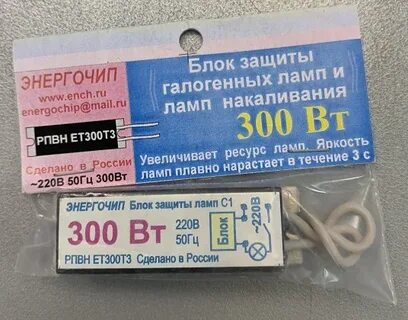 ЭНЕРГОЧИП
www.ench.ru
energochip@mail.ru
РПВН ЕТ300Т3
Сделано в России
~220В 50Гц 300Вт
Блок защиты
галогенных ламп и
ламп накаливания
300 Вт
Увеличивает ресурс ламп. Яркость
ламп плавно нарастает в течение 3 с
ЭНЕРГОЧИП Блок защиты ламп С1
300 Вт
220В
50Гц
Блок
~220В
РПВН ЕТ300Т3 Сделано в России